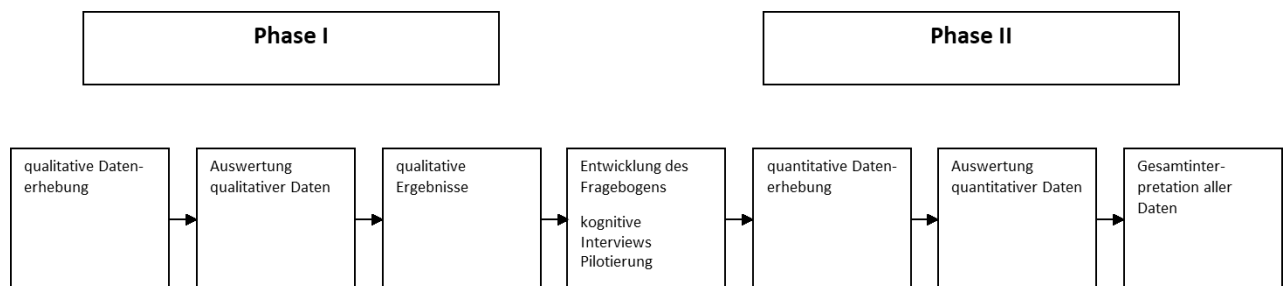 Phase I
Phase II
qualitative Daten-
erhebung
Auswertung
qualitativer Daten
qualitative
Ergebnisse
Entwicklung des
Fragebogens
kognitive
Interviews
Pilotierung
quantitative Daten-
erhebung
Auswertung
quantitativer Daten
Gesamtinter-
pretation aller
Daten